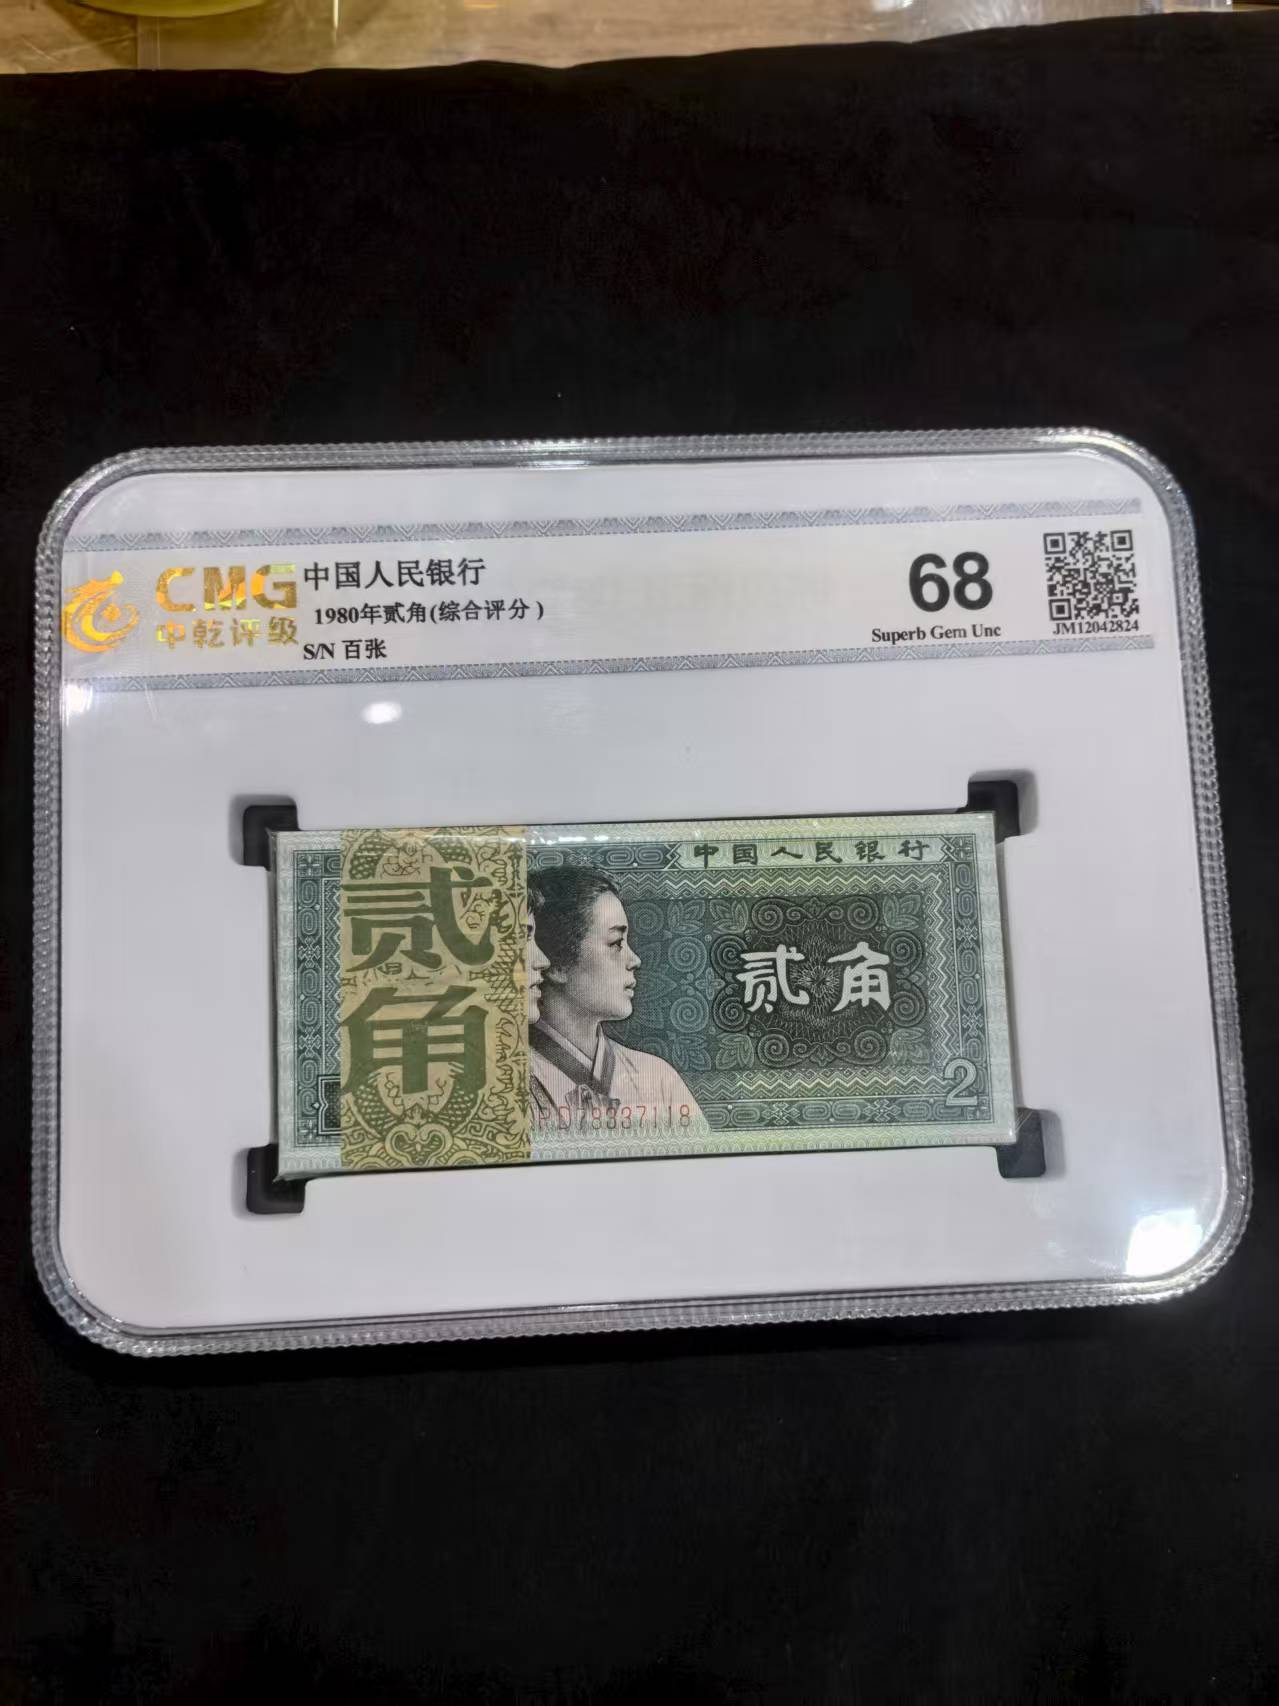 CMG
中乾评级
中国人民银行
1980年贰角(综合评分)
S/N 百张
68
Superb Gem Unc
JM12042824
贰角
中国人民银行
贰角
2
PD78337118